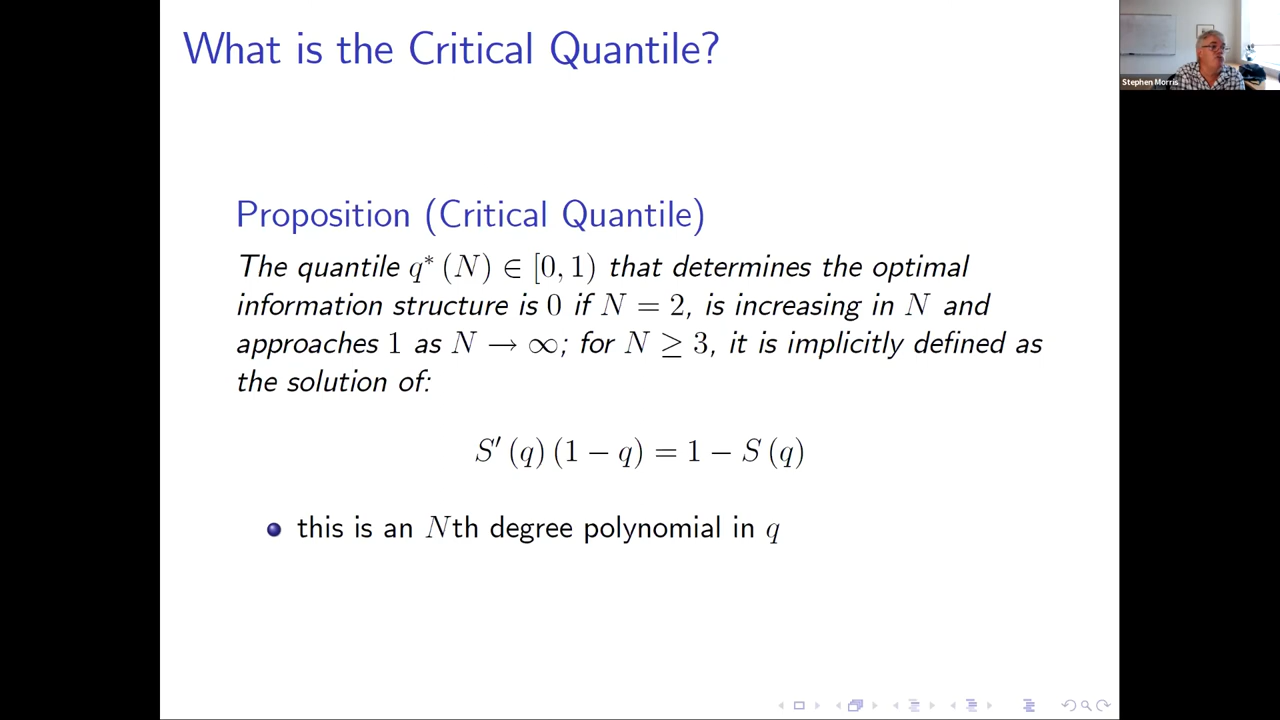 What is the Critical Quantile?
Stephen Morris
Proposition (Critical Quantile)
The quantile q* (N) ∈ [0, 1) that determines the optimal
information structure is 0 if N = 2, is increasing in N and
approaches 1 as N → ∞; for N ≥ 3, it is implicitly defined as
the solution of:
S′ (q) (1 − q) = 1 − S (q)
this is an Nth degree polynomial in q